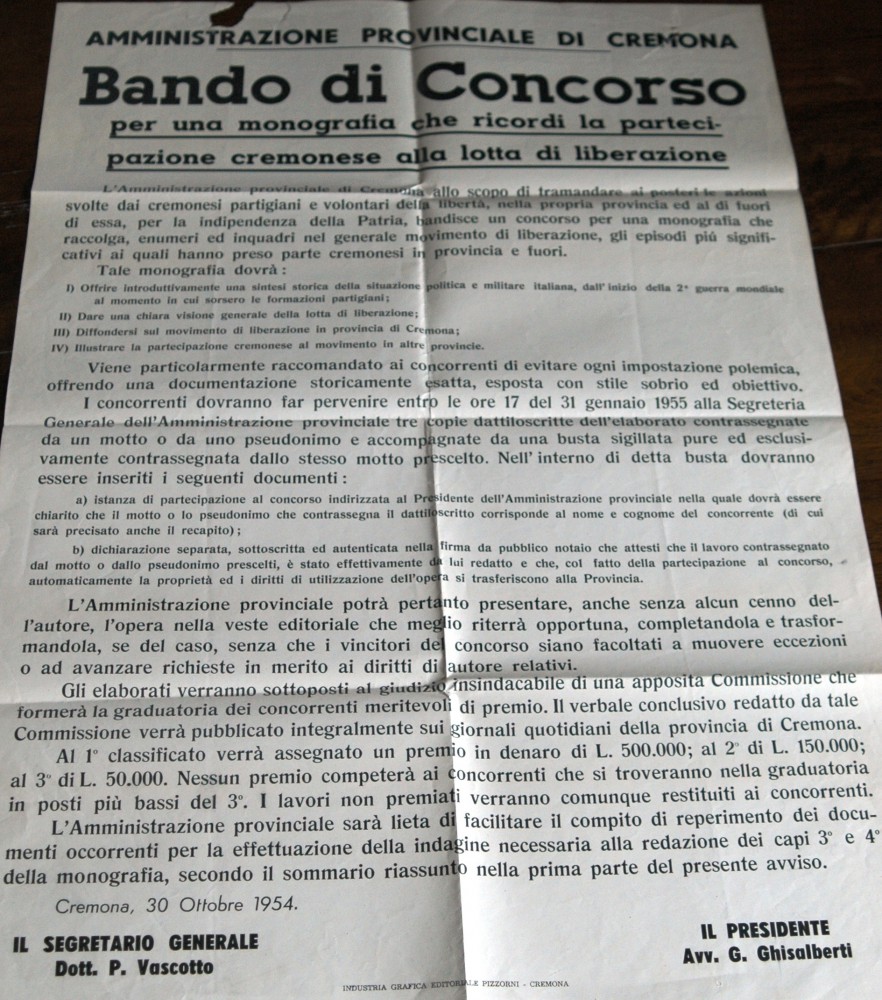 AMMINISTRAZIONE PROVINCIALE DI CREMONA
Bando di Concorso
per una monografia che ricordi la parteci-
pazione cremonese alla lotta di liberazione
L'Amministrazione provinciale di Cremona allo scopo di tramandare ai posteri le azioni
svolte dai cremonesi partigiani e volontari della libertà, nella propria provincia ed al di fuori
di essa, per la indipendenza della Patria, bandisce un concorso per una monografia che
raccolga, enumeri ed inquadri nel generale movimento di liberazione, gli episodi più signifi-
cativi ai quali hanno preso parte cremonesi in provincia e fuori.
Tale monografia dovrà :
I) Offrire introduttivamente una sintesi storica della situazione politica e militare italiana, dall'inizio della 2ª guerra mondiale
al momento in cui sorsero le formazioni partigiani;
II) Dare una chiara visione generale della lotta di liberazione;
III) Diffondersi sul movimento di liberazione in provincia di Cremona;
IV) Illustrare la partecipazione cremonese al movimento in altre provincie.
Viene particolarmente raccomandato ai concorrenti di evitare ogni impostazione polemica,
offrendo una documentazione storicamente esatta, esposta con stile sobrio ed obiettivo.
I concorrenti dovranno far pervenire entro le ore 17 del 31 gennaio 1955 alla Segreteria
Generale dell'Amministrazione provinciale tre copie dattiloscritte dell'elaborato contrassegnate
da un motto o da uno pseudonimo e accompagnate da una busta sigillata pure ed esclusi-
vamente contrassegnata dallo stesso motto prescelto. Nell'interno di detta busta dovranno
essere inseriti i seguenti documenti :
a) istanza di partecipazione al concorso indirizzata al Presidente dell'Amministrazione provinciale nella quale dovrà essere
chiarito che il motto o lo pseudonimo che contrassegna il dattiloscritto corrisponde al nome e cognome del concorrente (di cui
sarà precisato anche il recapito) ;
b) dichiarazione separata, sottoscritta ed autenticata nella firma da pubblico notaio che attesti che il lavoro contrassegnato
dal motto o dallo pseudonimo prescelti, è stato effettivamente da lui redatto e che, col fatto della partecipazione al concorso,
automaticamente la proprietà ed i diritti di utilizzazione dell'opera si trasferiscono alla Provincia.
L'Amministrazione provinciale potrà pertanto presentare, anche senza alcun cenno del-
l'autore, l'opera nella veste editoriale che meglio riterrà opportuna, completandola e trasfor-
mandola, se del caso, senza che i vincitori del concorso siano facoltati a muovere eccezioni
o ad avanzare richieste in merito ai diritti di autore relativi.
Gli elaborati verranno sottoposti al giudizio insindacabile di una apposita Commissione che
formerà la graduatoria dei concorrenti meritevoli di premio. Il verbale conclusivo redatto da tale
Commissione verrà pubblicato integralmente sui giornali quotidiani della provincia di Cremona.
Al 1° classificato verrà assegnato un premio in denaro di L. 500.000; al 2° di L. 150.000;
al 3° di L. 50.000. Nessun premio competerà ai concorrenti che si troveranno nella graduatoria
in posti più bassi del 3°. I lavori non premiati verranno comunque restituiti ai concorrenti.
L'Amministrazione provinciale sarà lieta di facilitare il compito di reperimento dei docu-
menti occorrenti per la effettuazione della indagine necessaria alla redazione dei capi 3° e 4°
della monografia, secondo il sommario riassunto nella prima parte del presente avviso.
Cremona, 30 Ottobre 1954.
IL SEGRETARIO GENERALE
Dott. P. Vascotto
IL PRESIDENTE
Avv. G. Ghisalberti
INDUSTRIA GRAFICA EDITORIALE PIZZORNI - CREMONA